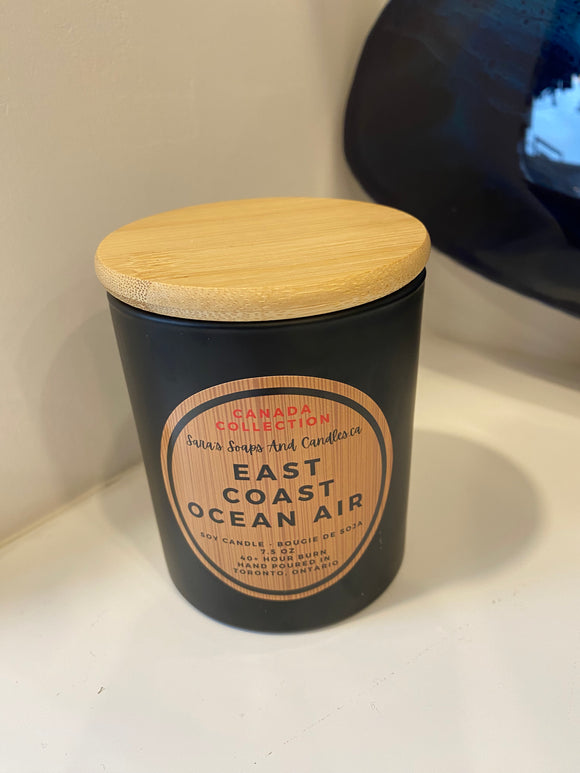 CANADA
COLLECTION
Sara's Soaps And Candles.ca
EAST
COAST
OCEAN AIR
SOY CANDLE - BOUGIE DE SOJA
7.5 OZ
40+ HOUR BURN
HAND POURED IN
TORONTO, ONTARIO